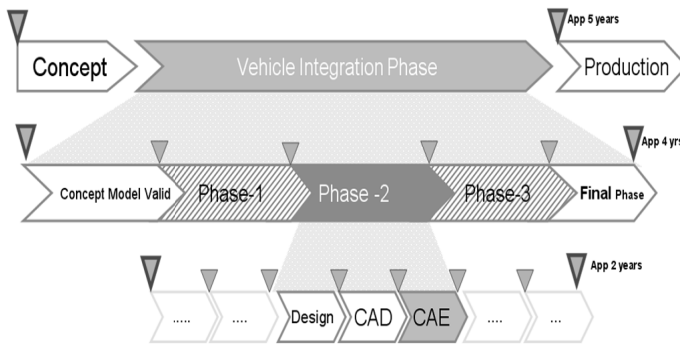 App 5 years
Concept
Vehicle Integration Phase
Production
App 4 yrs
Concept Model Valid
Phase-1
Phase -2
Phase-3
Final Phase
App 2 years
.....
....
Design
CAD
CAE
....
...